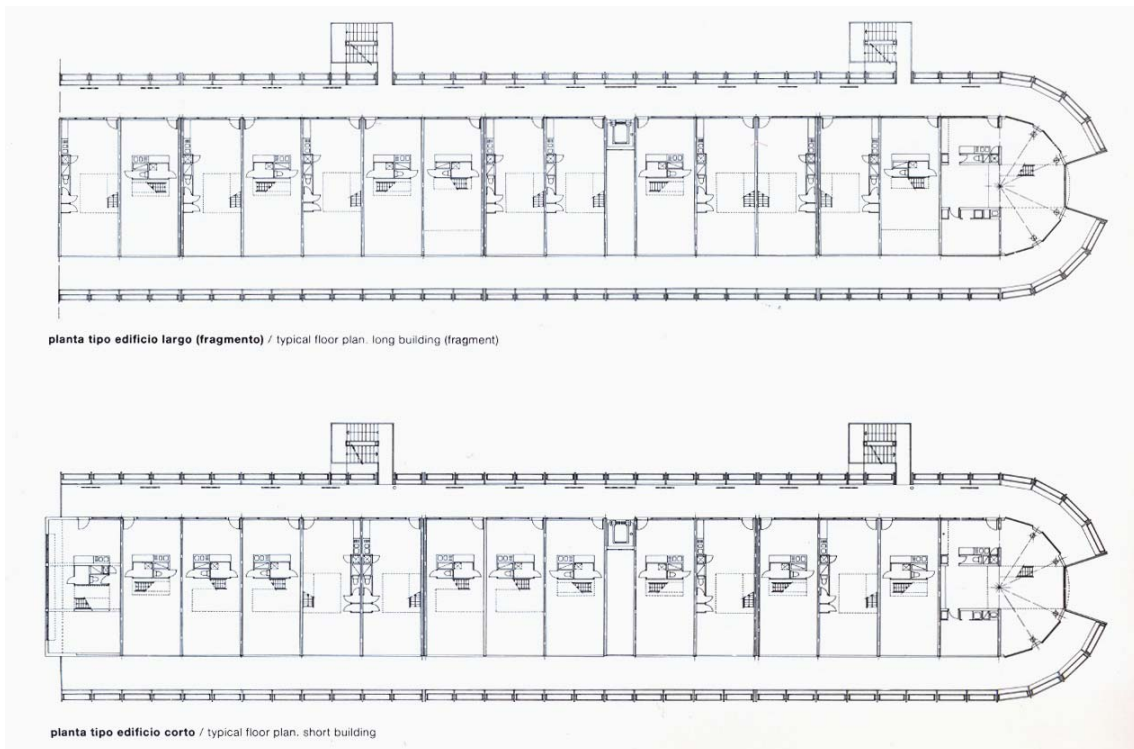 planta tipo edificio largo (fragmento) / typical floor plan. long building (fragment)
planta tipo edificio corto / typical floor plan. short building